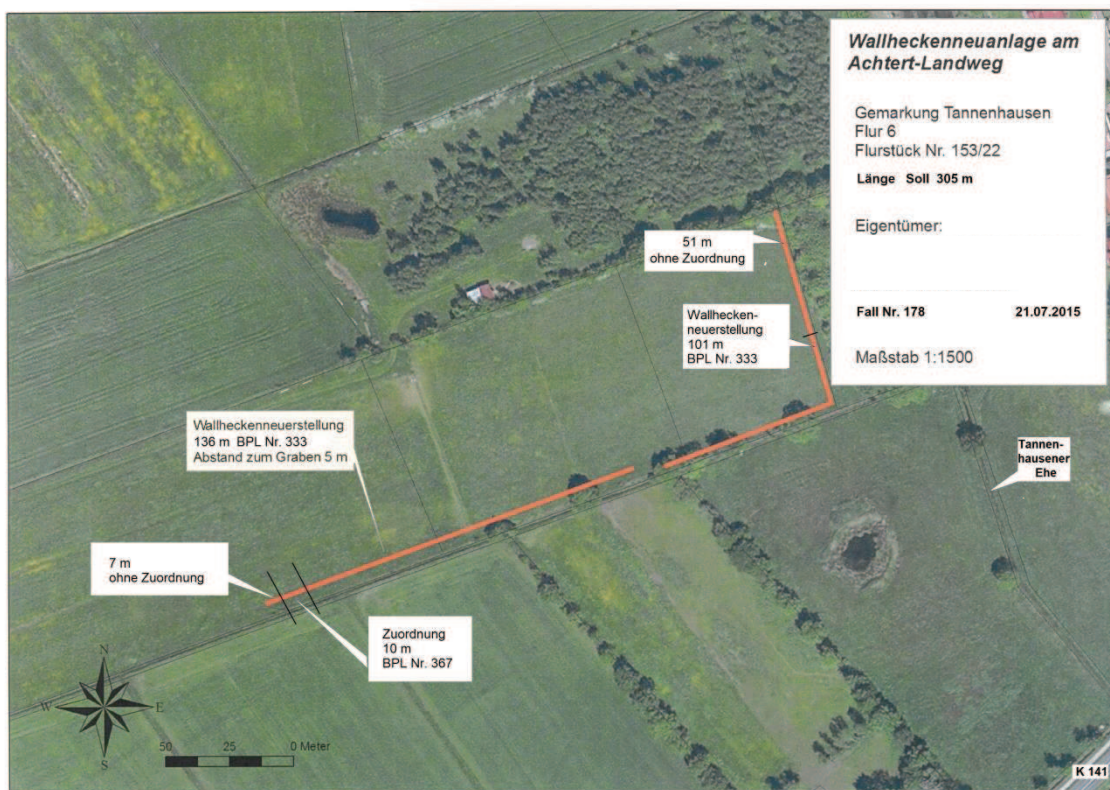 Wallheckenneuanlage am
Achtert-Landweg
Gemarkung Tannenhausen
Flur 6
Flurstück Nr. 153/22
Länge Soll 305 m
Eigentümer:
Fall Nr. 178 21.07.2015
Maßstab 1:1500
51 m
ohne Zuordnung
Wallhecken-
neuerstellung
101 m
BPL Nr. 333
Wallheckenneuerstellung
136 m BPL Nr. 333
Abstand zum Graben 5 m
Tannen-
hausener
Ehe
7 m
ohne Zuordnung
Zuordnung
10 m
BPL Nr. 367
N
W E
S
50 25 0 Meter
K 141